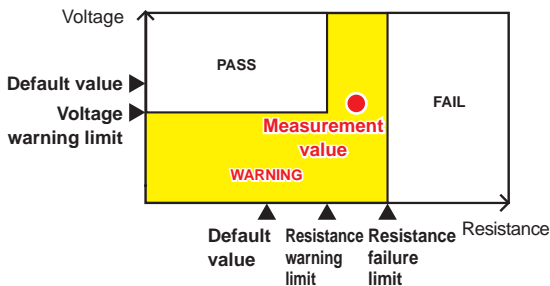 Voltage
PASS
Default value
FAIL
Voltage
warning limit
Measurement
value
WARNING
Default
value
Resistance
warning
limit
Resistance
failure
limit
Resistance